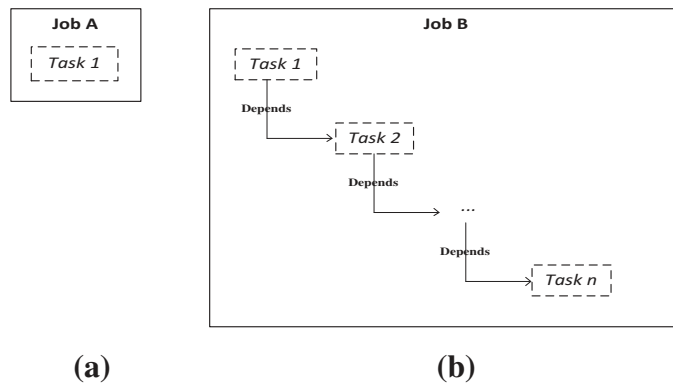 Job A
Task 1
Job B
Task 1
Depends
Task 2
Depends
...
Depends
Task n
(a)
(b)